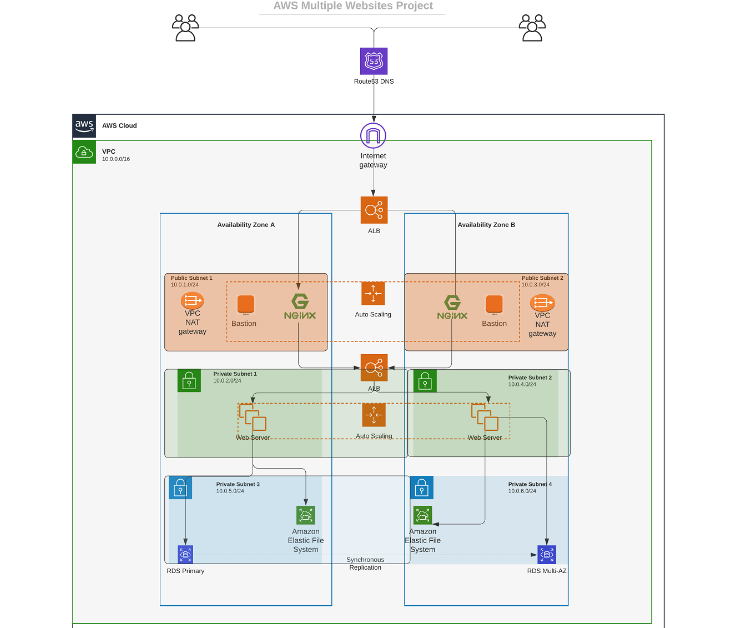 AWS Multiple Websites Project
53
Route53 DNS
aws
AWS Cloud
VPC
10.0.0.0/16
Internet
gateway
ALB
Availability Zone A
Availability Zone B
Public Subnet 1
10.0.1.0/24
VPC
NAT
gateway
Bastion
NGiNX
Auto Scaling
Public Subnet 2
10.0.3.0/24
NGiNX
Bastion
VPC
NAT
gateway
ALB
Private Subnet 1
10.0.2.0/24
Private Subnet 2
10.0.4.0/24
Web Server
Auto Scaling
Web Server
Private Subnet 3
10.0.5.0/24
Private Subnet 4
10.0.6.0/24
Amazon
Elastic File
System
Amazon
Elastic File
System
Synchronous
Replication
RDS Primary
RDS Multi-AZ